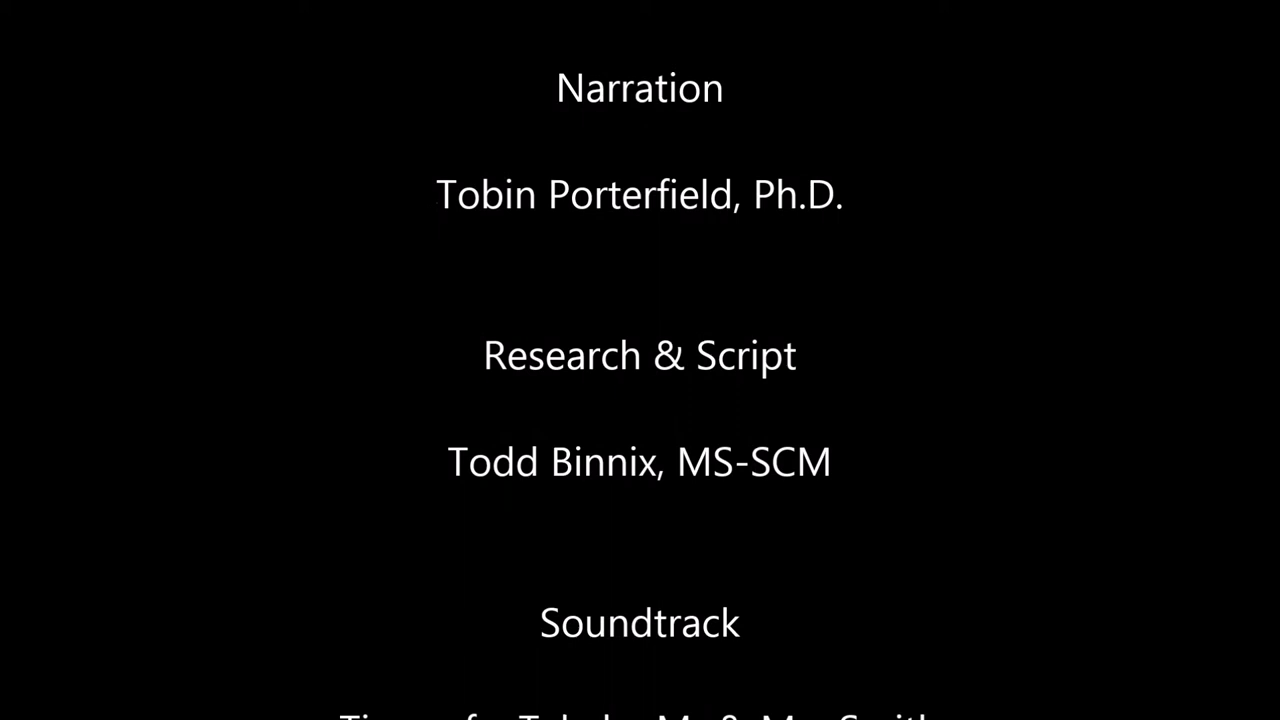 Narration
Tobin Porterfield, Ph.D.
Research & Script
Todd Binnix, MS-SCM
Soundtrack